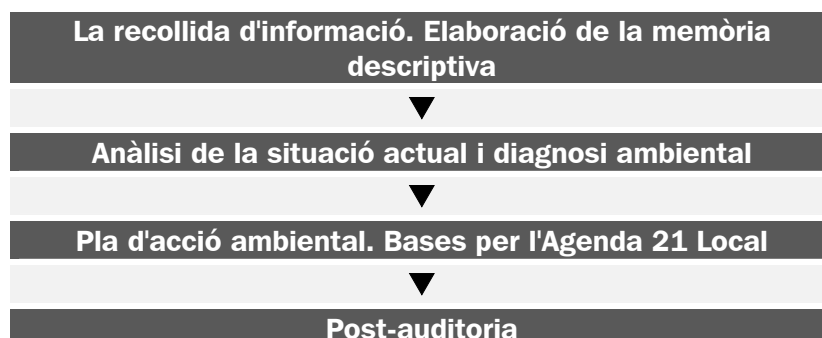 La recollida d'informació. Elaboració de la memòria
descriptiva
Anàlisi de la situació actual i diagnosi ambiental
Pla d'acció ambiental. Bases per l'Agenda 21 Local
Post-auditoria